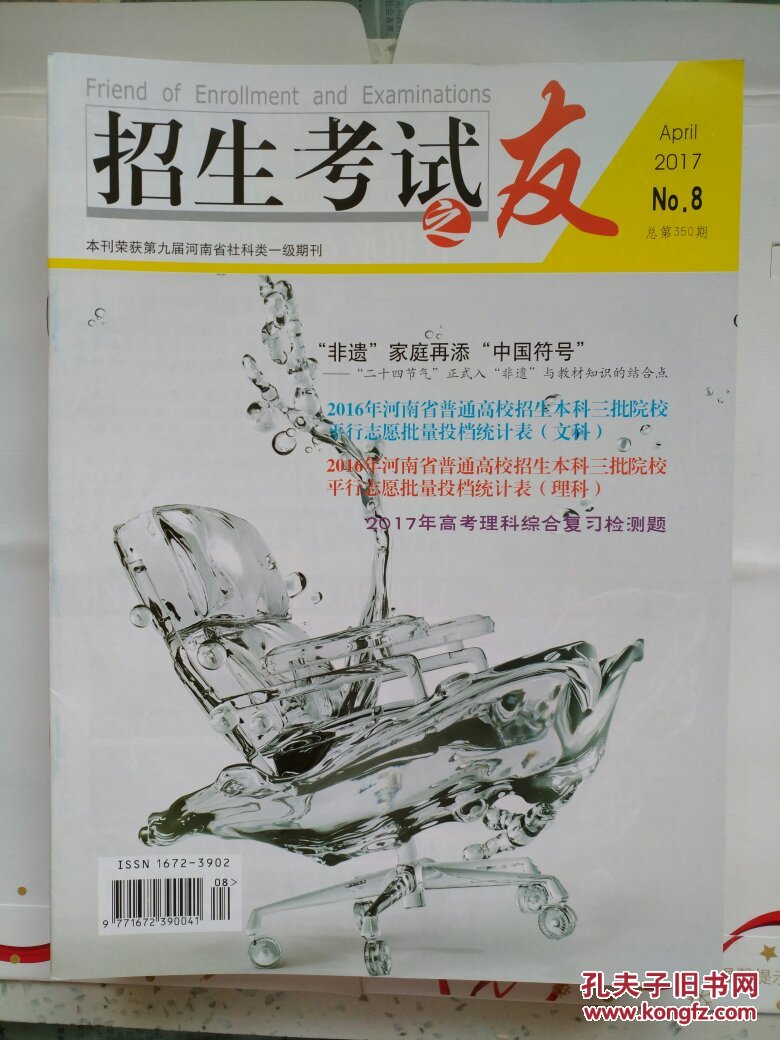 Friend of Enrollment and Examinations
招生考试之友
April
2017
No.8
总第350期
本刊荣获第九届河南省社科类一级期刊
“非遗”家庭再添“中国符号”
——“二十四节气”正式入“非遗”与教材知识的结合点
2016年河南省普通高校招生本科三批院校
平行志愿批量投档统计表（文科）
2016年河南省普通高校招生本科三批院校
平行志愿批量投档统计表（理科）
2017年高考理科综合复习检测题
ISSN 1672-3902
08>
9 771672 390041
孔夫子旧书网
www.kongfz.com